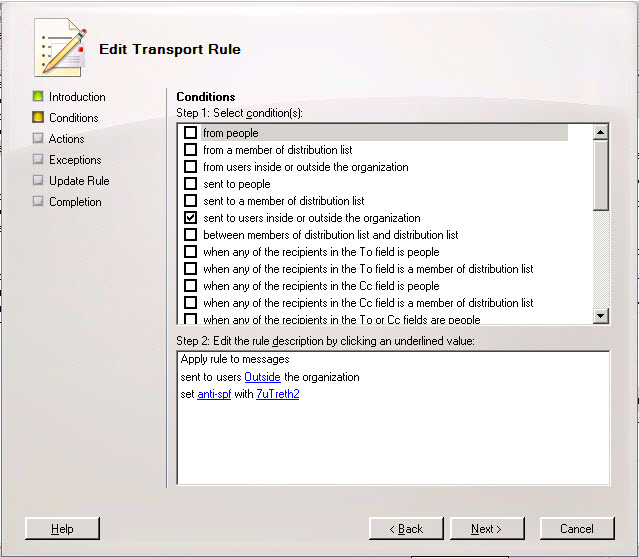 Edit Transport Rule
Introduction
Conditions
Actions
Exceptions
Update Rule
Completion
Conditions
Step 1: Select condition(s):
from people
from a member of distribution list
from users inside or outside the organization
sent to people
sent to a member of distribution list
sent to users inside or outside the organization
between members of distribution list and distribution list
when any of the recipients in the To field is people
when any of the recipients in the To field is a member of distribution list
when any of the recipients in the Cc field is people
when any of the recipients in the Cc field is a member of distribution list
when any of the recipients in the To or Cc fields are people
Step 2: Edit the rule description by clicking an underlined value:
Apply rule to messages
sent to users Outside the organization
set anti-spf with 7uTreth2
Help
< Back
Next >
Cancel